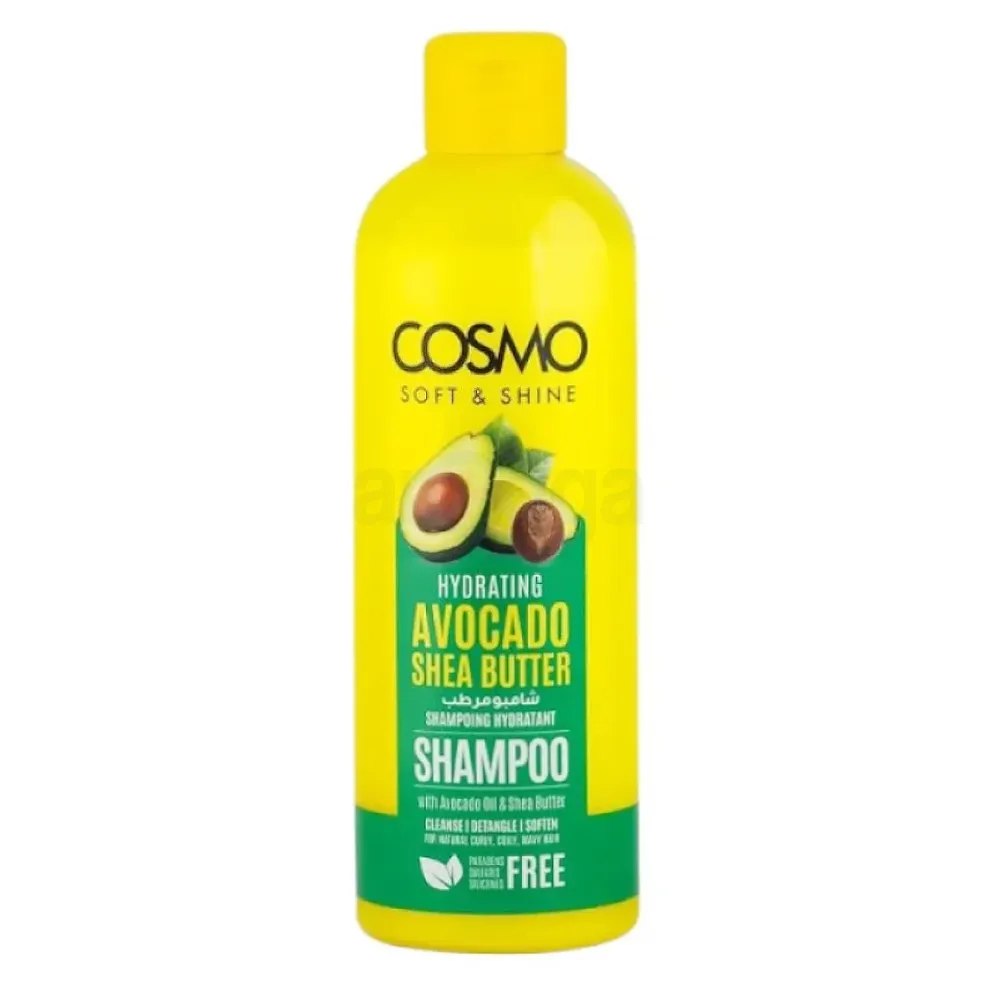 COSMO
SOFT & SHINE
HYDRATING
AVOCADO
SHEA BUTTER
شامبو مرطب
SHAMPOING HYDRATANT
SHAMPOO
with Avocado Oil & Shea Butter
CLEANSE | DETANGLE | SOFTEN
FOR NATURAL CURLY, COILY, WAVY HAIR
PARABENS
SULFATES
SILICONES
FREE